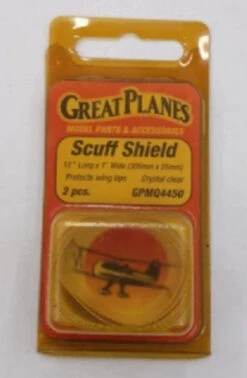 GREAT PLANES
MODEL PARTS & ACCESSORIES
Scuff Shield
12" Long x 1" Wide (305mm x 25mm)
Protects wing tips Crystal clear
2 pcs. GPMQ4450